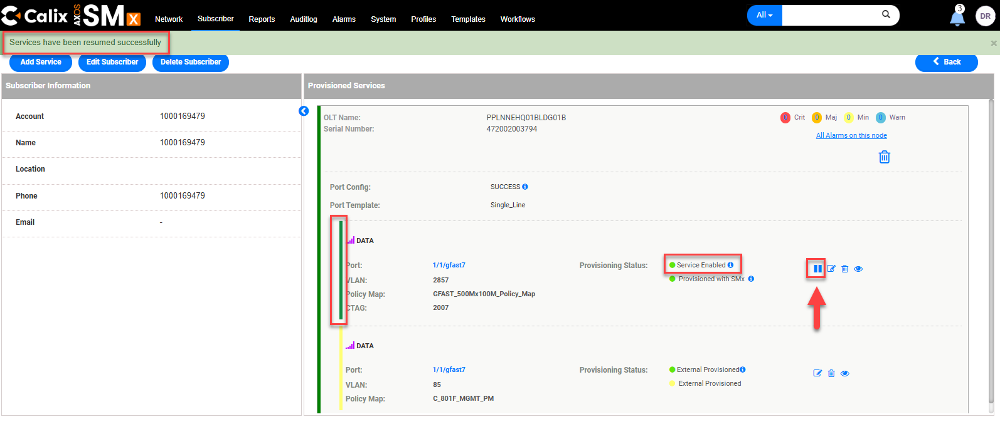 Calix AXOS SMx
Network Subscriber Reports Auditlog Alarms System Profiles Templates Workflows
All
3
DR
Services have been resumed successfully
×
Add Service Edit Subscriber Delete Subscriber Back
Subscriber Information
Account 1000169479
Name 1000169479
Location
Phone 1000169479
Email -
Provisioned Services
OLT Name: PPLNNEHQ01BLDG01B
Serial Number: 472002003794
0 Crit 0 Maj 0 Min 0 Warn
All Alarms on this node
Port Config: SUCCESS
Port Template: Single_Line
DATA
Port: 1/1/gfast7 Provisioning Status: Service Enabled
VLAN: 2857 Provisioned with SMx
Policy Map: GFAST_500Mx100M_Policy_Map
CTAG: 2007
DATA
Port: 1/1/gfast7 Provisioning Status: External Provisioned
VLAN: 85 External Provisioned
Policy Map: C_801F_MGMT_PM